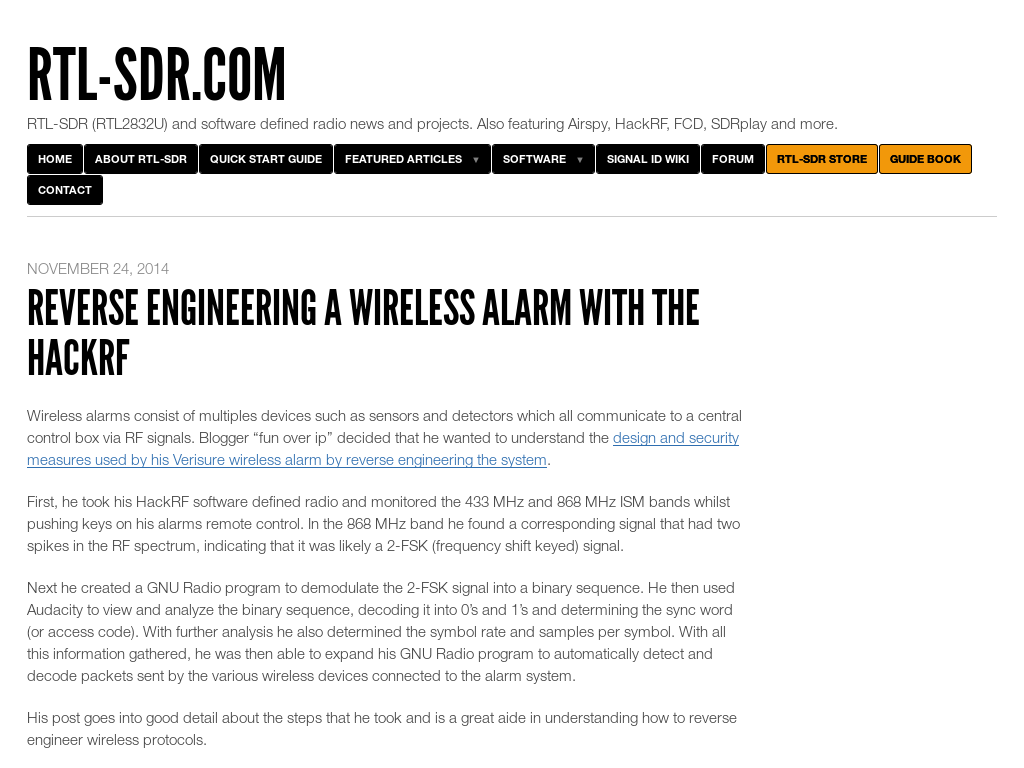 RTL-SDR.COM
RTL-SDR (RTL2832U) and software defined radio news and projects. Also featuring Airspy, HackRF, FCD, SDRplay and more.
HOME ABOUT RTL-SDR QUICK START GUIDE FEATURED ARTICLES ▼ SOFTWARE ▼ SIGNAL ID WIKI FORUM RTL-SDR STORE GUIDE BOOK
CONTACT
NOVEMBER 24, 2014
REVERSE ENGINEERING A WIRELESS ALARM WITH THE
HACKRF
Wireless alarms consist of multiples devices such as sensors and detectors which all communicate to a central
control box via RF signals. Blogger “fun over ip” decided that he wanted to understand the design and security
measures used by his Verisure wireless alarm by reverse engineering the system.
First, he took his HackRF software defined radio and monitored the 433 MHz and 868 MHz ISM bands whilst
pushing keys on his alarms remote control. In the 868 MHz band he found a corresponding signal that had two
spikes in the RF spectrum, indicating that it was likely a 2-FSK (frequency shift keyed) signal.
Next he created a GNU Radio program to demodulate the 2-FSK signal into a binary sequence. He then used
Audacity to view and analyze the binary sequence, decoding it into 0’s and 1’s and determining the sync word
(or access code). With further analysis he also determined the symbol rate and samples per symbol. With all
this information gathered, he was then able to expand his GNU Radio program to automatically detect and
decode packets sent by the various wireless devices connected to the alarm system.
His post goes into good detail about the steps that he took and is a great aide in understanding how to reverse
engineer wireless protocols.